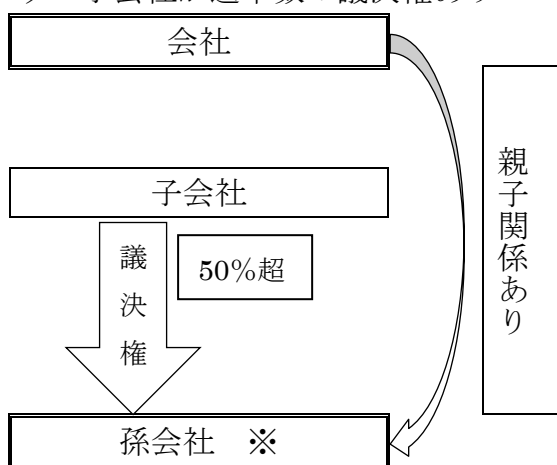 会社
子会社
議決権
50%超
孫会社 ※
親子関係あり